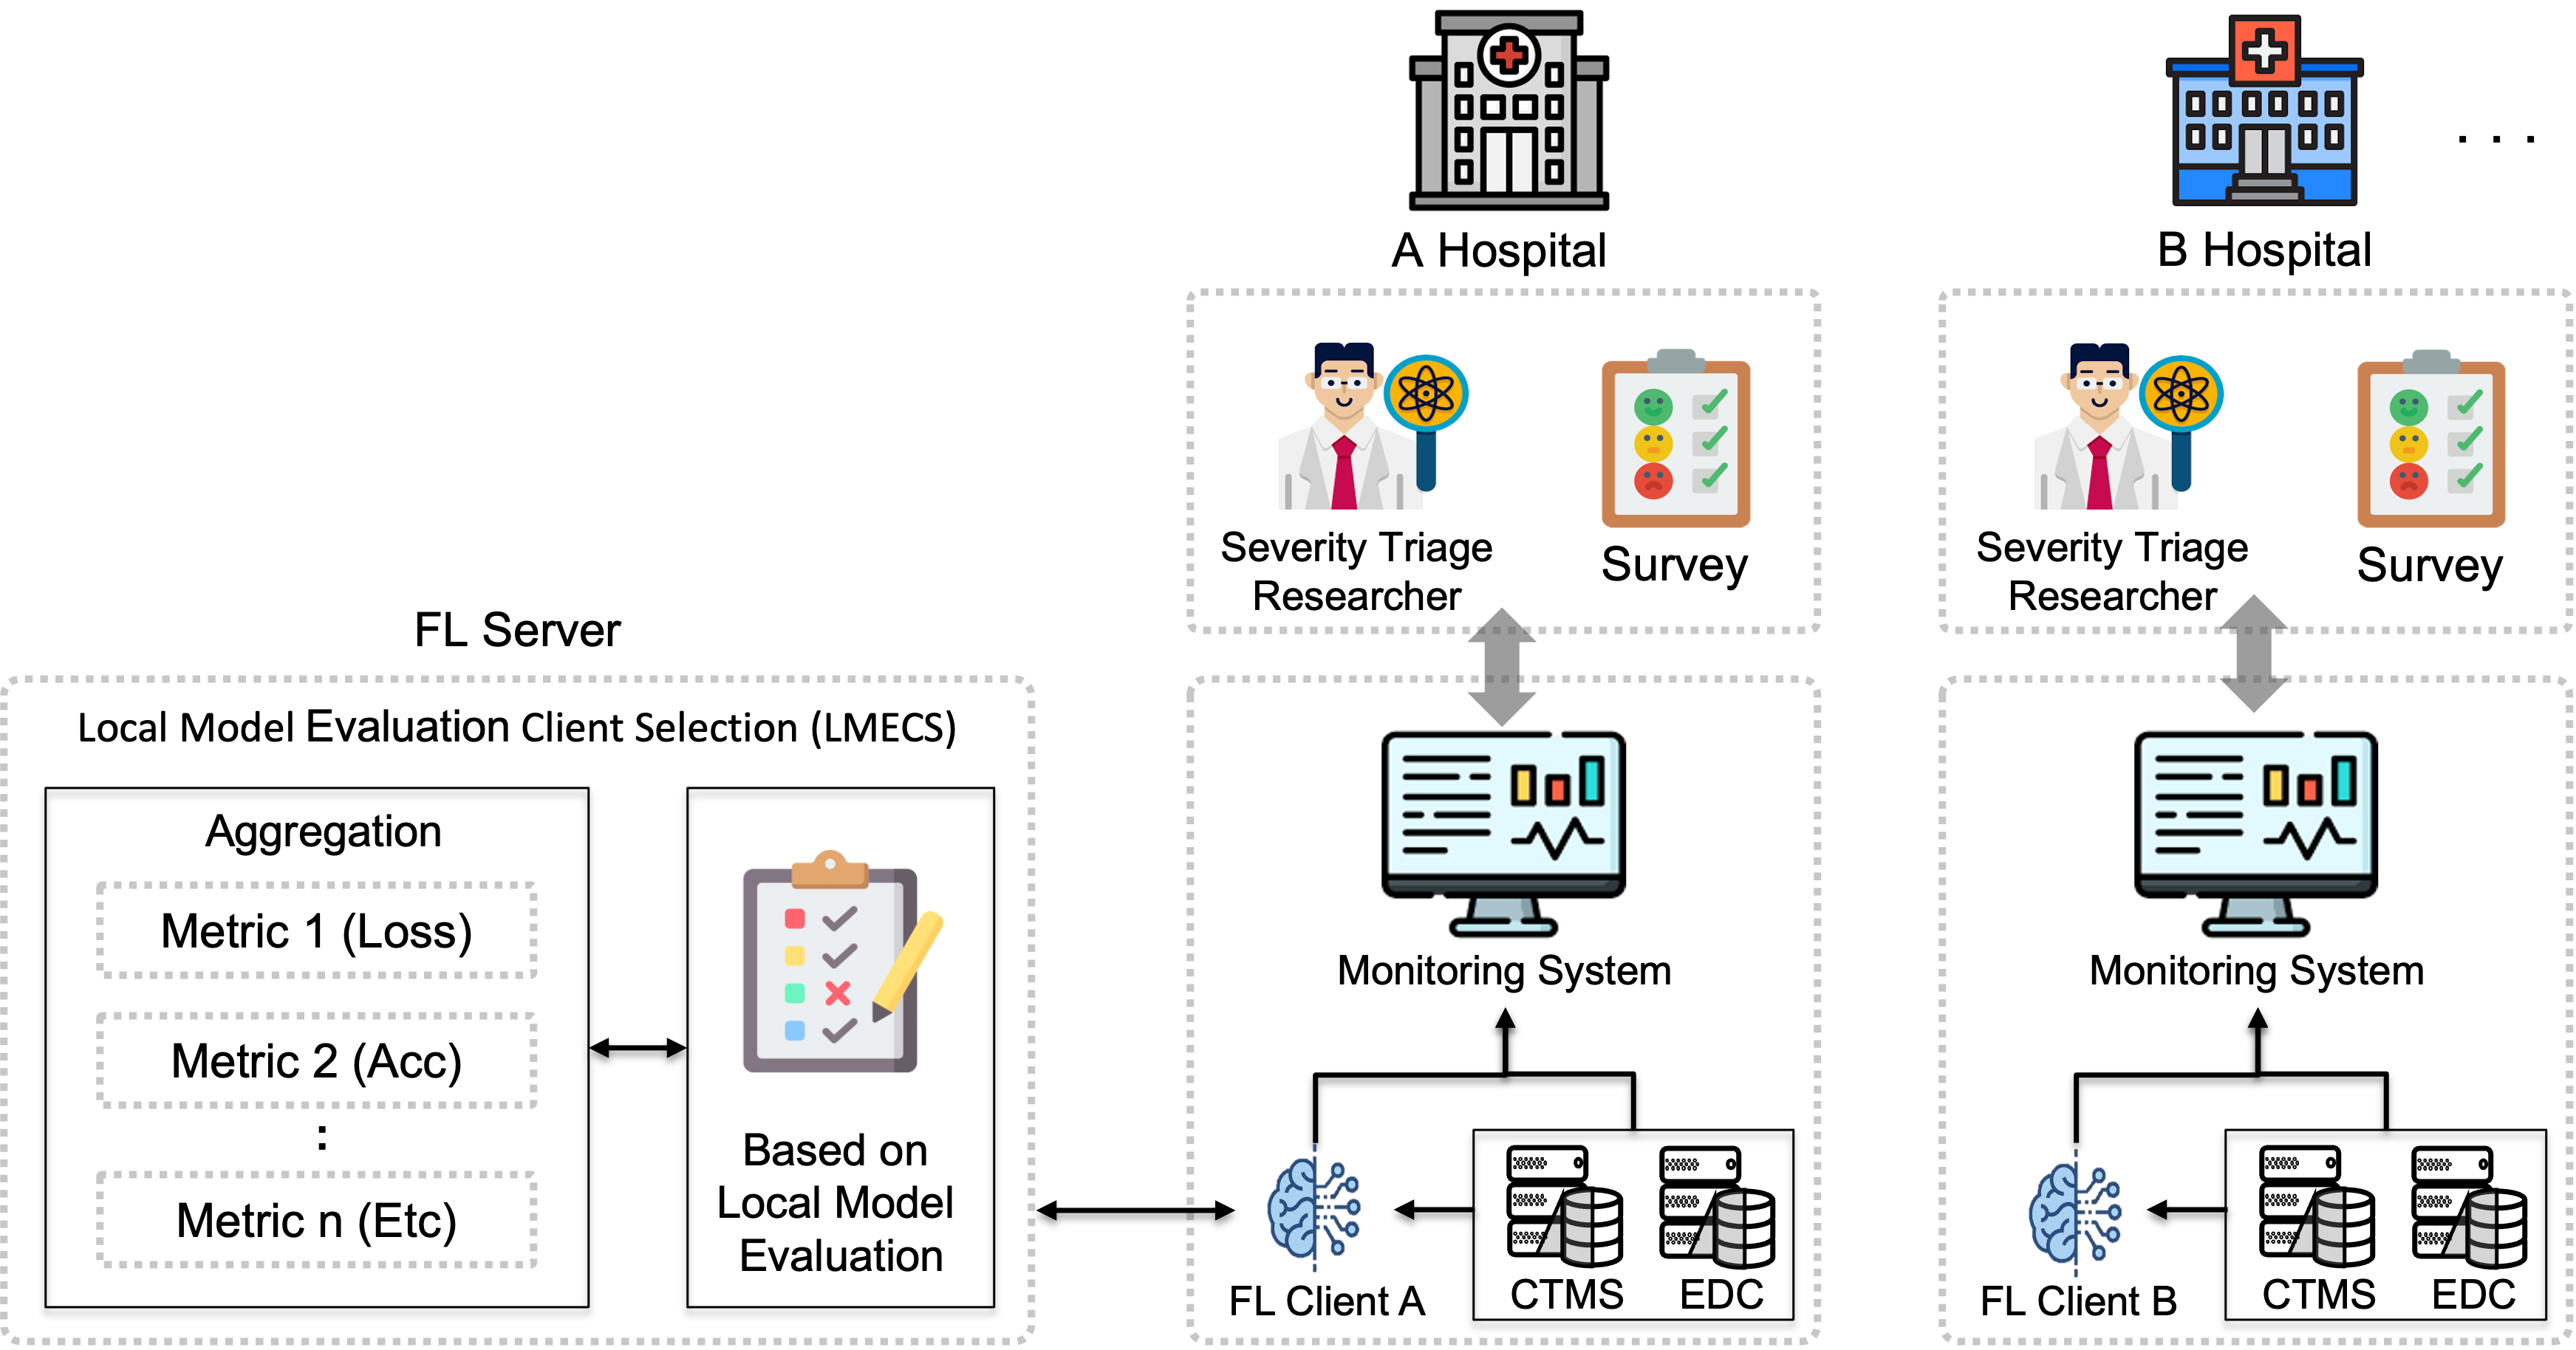 A Hospital
B Hospital
. . .
Severity Triage
Researcher
Survey
Severity Triage
Researcher
Survey
FL Server
Local Model Evaluation Client Selection (LMECS)
Aggregation
Metric 1 (Loss)
Metric 2 (Acc)
:
Metric n (Etc)
Based on
Local Model
Evaluation
Monitoring System
FL Client A
CTMS
EDC
Monitoring System
FL Client B
CTMS
EDC